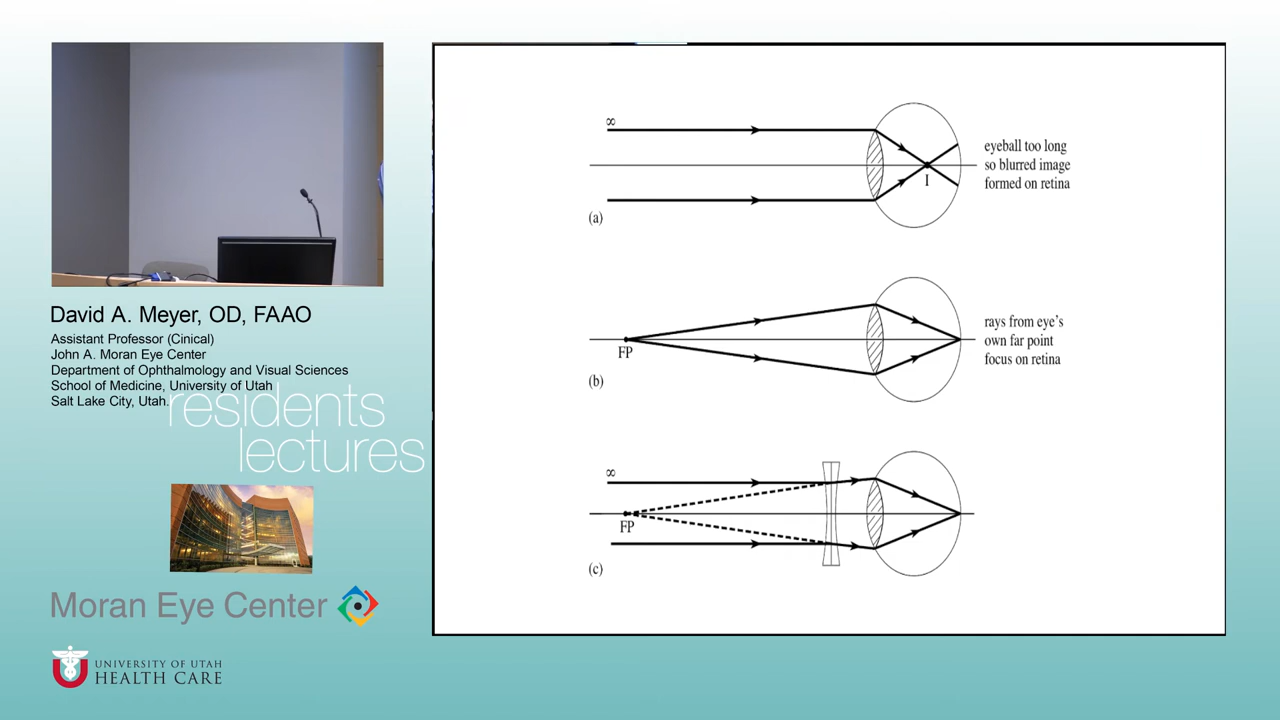 David A. Meyer, OD, FAAO
Assistant Professor (Cinical)
John A. Moran Eye Center
Department of Ophthalmology and Visual Sciences
School of Medicine, University of Utah
Salt Lake City, Utah.
residents
lectures
Moran Eye Center
UNIVERSITY OF UTAH
HEALTH CARE
∞
I
eyeball too long
so blurred image
formed on retina
(a)
FP
rays from eye's
own far point
focus on retina
(b)
∞
FP
(c)